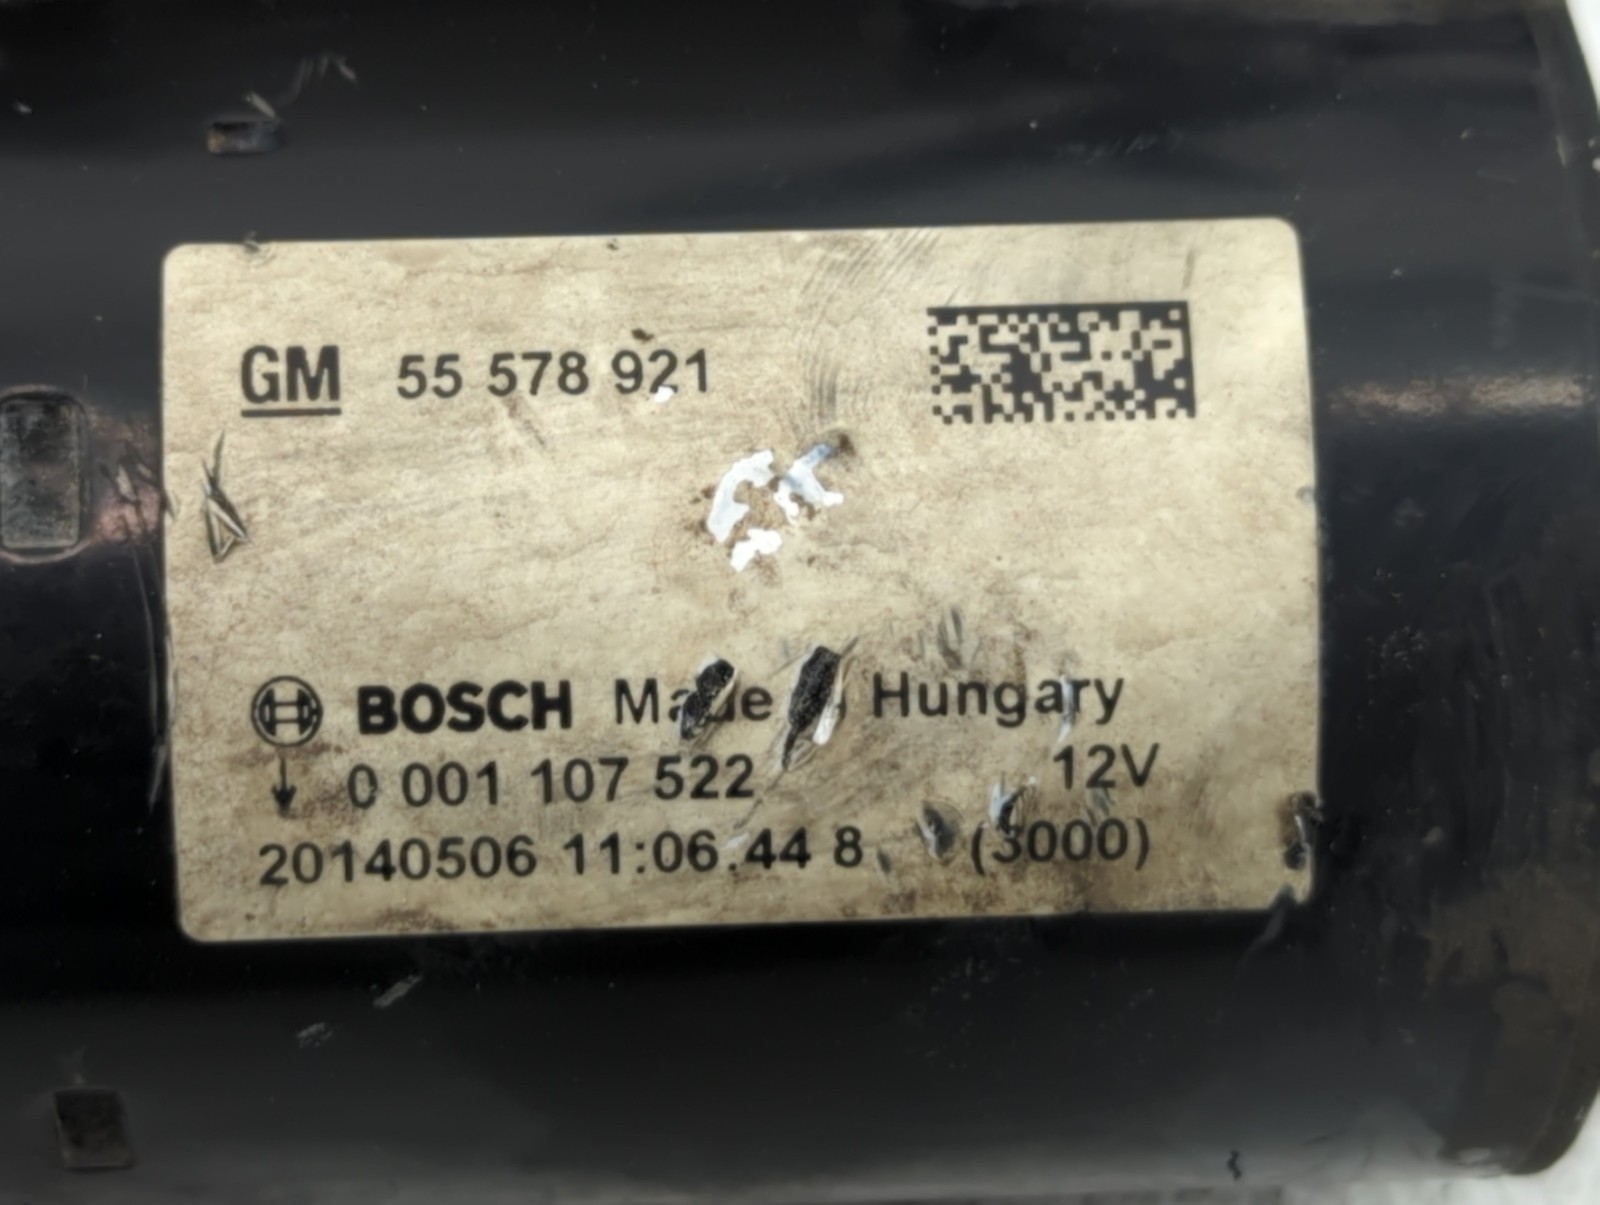 GM 55 578 921
BOSCH Made Hungary
0 001 107 522 12V
20140506 11:06.44 8 (3000)